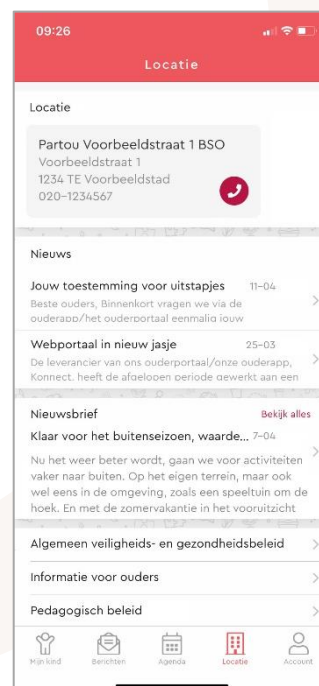 09:26
Locatie
Locatie
Partou Voorbeeldstraat 1 BSO
Voorbeeldstraat 1
1234 TE Voorbeeldstad
020-1234567
Nieuws
Jouw toestemming voor uitstapjes 11-04
Beste ouders, Binnenkort vragen we via de
ouderapp/het ouderportaal eenmalig jouw
Webportaal in nieuw jasje 25-03
De leverancier van ons ouderportaal/onze ouderapp,
Konnect, heeft de afgelopen periode gewerkt aan een
Nieuwsbrief Bekijk alles
Klaar voor het buitenseizoen, waarde... 7-04
Nu het weer beter wordt, gaan we voor activiteiten
vaker naar buiten. Op het eigen terrein, maar ook
wel eens in de omgeving, zoals een speeltuin om de
hoek. En met de zomervakantie in het vooruitzicht
Algemeen veiligheids- en gezondheidsbeleid
Informatie voor ouders
Pedagogisch beleid
Mijn kind Berichten Agenda Locatie Account